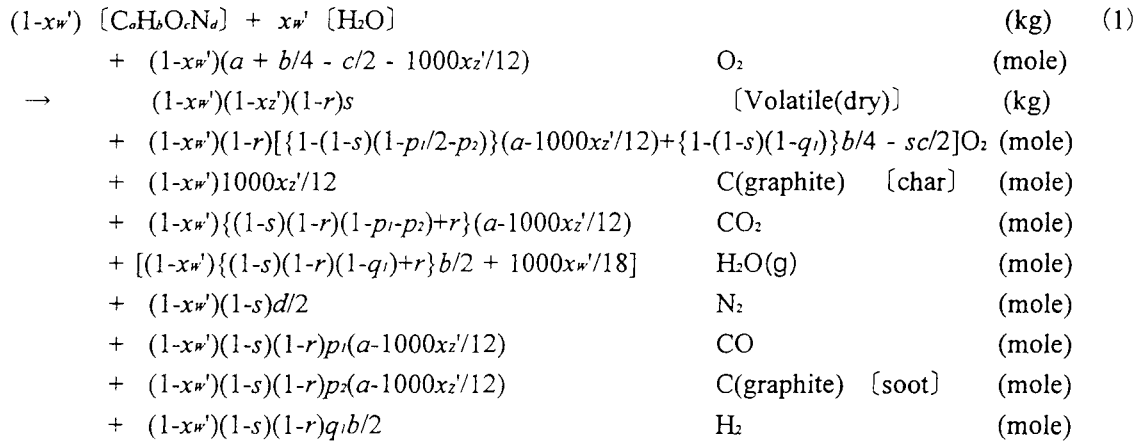 (1-xw') 〔CaHbOcNd〕 + xw' 〔H2O〕 (kg) (1)
+ (1-xw')(a + b/4 - c/2 - 1000xz'/12) O2 (mole)
→ (1-xw')(1-xz')(1-r)s 〔Volatile(dry)〕 (kg)
+ (1-xw')(1-r)[{1-(1-s)(1-p1/2-p2)}(a-1000xz'/12)+{1-(1-s)(1-q1)}b/4 - sc/2]O2 (mole)
+ (1-xw')1000xz'/12 C(graphite) 〔char〕 (mole)
+ (1-xw'){(1-s)(1-r)(1-p1-p2)+r}(a-1000xz'/12) CO2 (mole)
+ [(1-xw'){(1-s)(1-r)(1-q1)+r}b/2 + 1000xw'/18] H2O(g) (mole)
+ (1-xw')(1-s)d/2 N2 (mole)
+ (1-xw')(1-s)(1-r)p1(a-1000xz'/12) CO (mole)
+ (1-xw')(1-s)(1-r)p2(a-1000xz'/12) C(graphite) 〔soot〕 (mole)
+ (1-xw')(1-s)(1-r)q1b/2 H2 (mole)